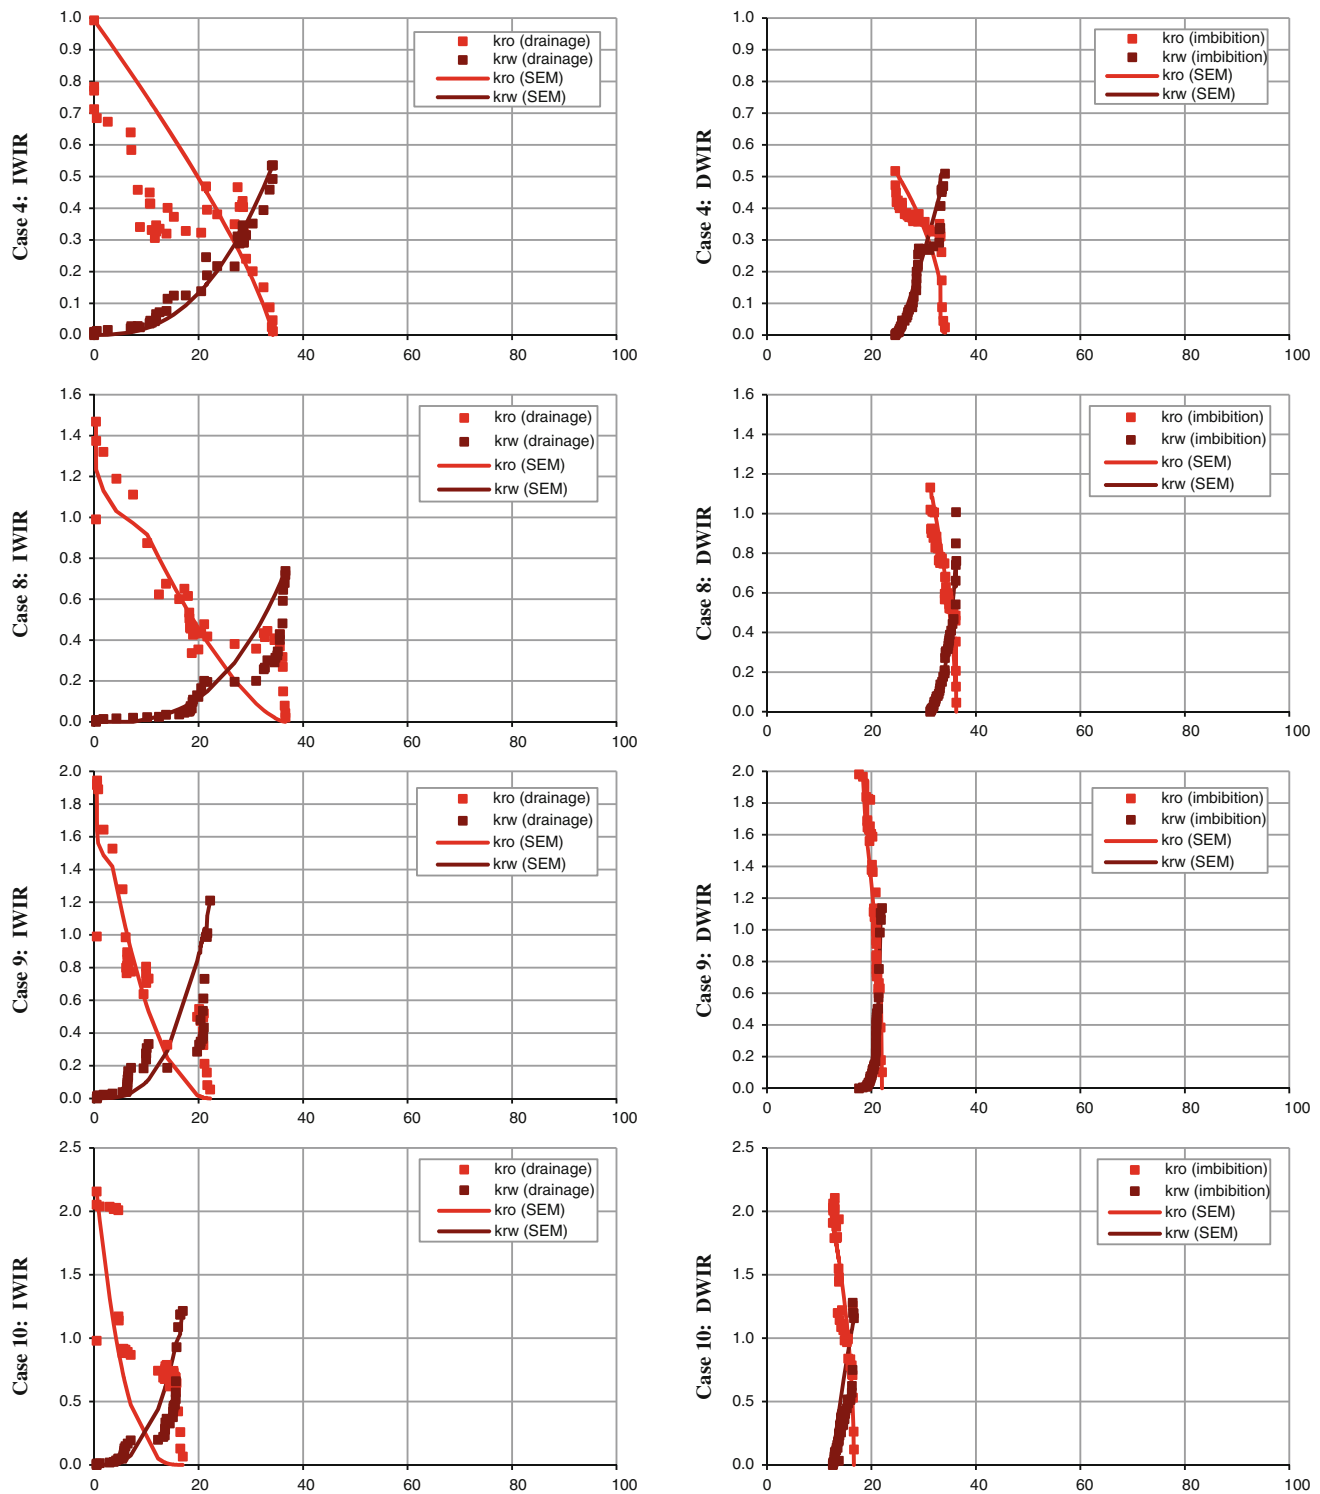 Case 4: IWIR
1.0
0.9
0.8
0.7
0.6
0.5
0.4
0.3
0.2
0.1
0.0
0 20 40 60 80 100
kro (drainage)
krw (drainage)
kro (SEM)
krw (SEM)
Case 4: DWIR
1.0
0.9
0.8
0.7
0.6
0.5
0.4
0.3
0.2
0.1
0.0
0 20 40 60 80 100
kro (imbibition)
krw (imbibition)
kro (SEM)
krw (SEM)
Case 8: IWIR
1.6
1.4
1.2
1.0
0.8
0.6
0.4
0.2
0.0
0 20 40 60 80 100
kro (drainage)
krw (drainage)
kro (SEM)
krw (SEM)
Case 8: DWIR
1.6
1.4
1.2
1.0
0.8
0.6
0.4
0.2
0.0
0 20 40 60 80 100
kro (imbibition)
krw (imbibition)
kro (SEM)
krw (SEM)
Case 9: IWIR
2.0
1.8
1.6
1.4
1.2
1.0
0.8
0.6
0.4
0.2
0.0
0 20 40 60 80 100
kro (drainage)
krw (drainage)
kro (SEM)
krw (SEM)
Case 9: DWIR
2.0
1.8
1.6
1.4
1.2
1.0
0.8
0.6
0.4
0.2
0.0
0 20 40 60 80 100
kro (imbibition)
krw (imbibition)
kro (SEM)
krw (SEM)
Case 10: IWIR
2.5
2.0
1.5
1.0
0.5
0.0
0 20 40 60 80 100
kro (drainage)
krw (drainage)
kro (SEM)
krw (SEM)
Case 10: DWIR
2.5
2.0
1.5
1.0
0.5
0.0
0 20 40 60 80 100
kro (imbibition)
krw (imbibition)
kro (SEM)
krw (SEM)